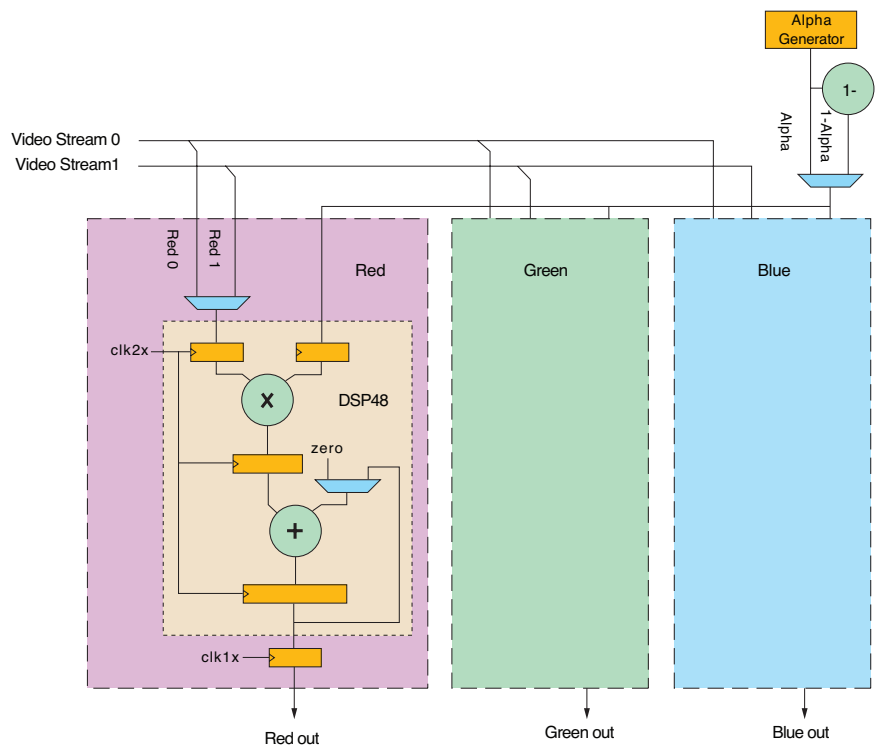 Alpha
Generator
1-
Alpha
1-Alpha
Video Stream 0
Video Stream1
Red 0
Red 1
Red
Green
Blue
clk2x
x
DSP48
zero
+
clk1x
Red out
Green out
Blue out